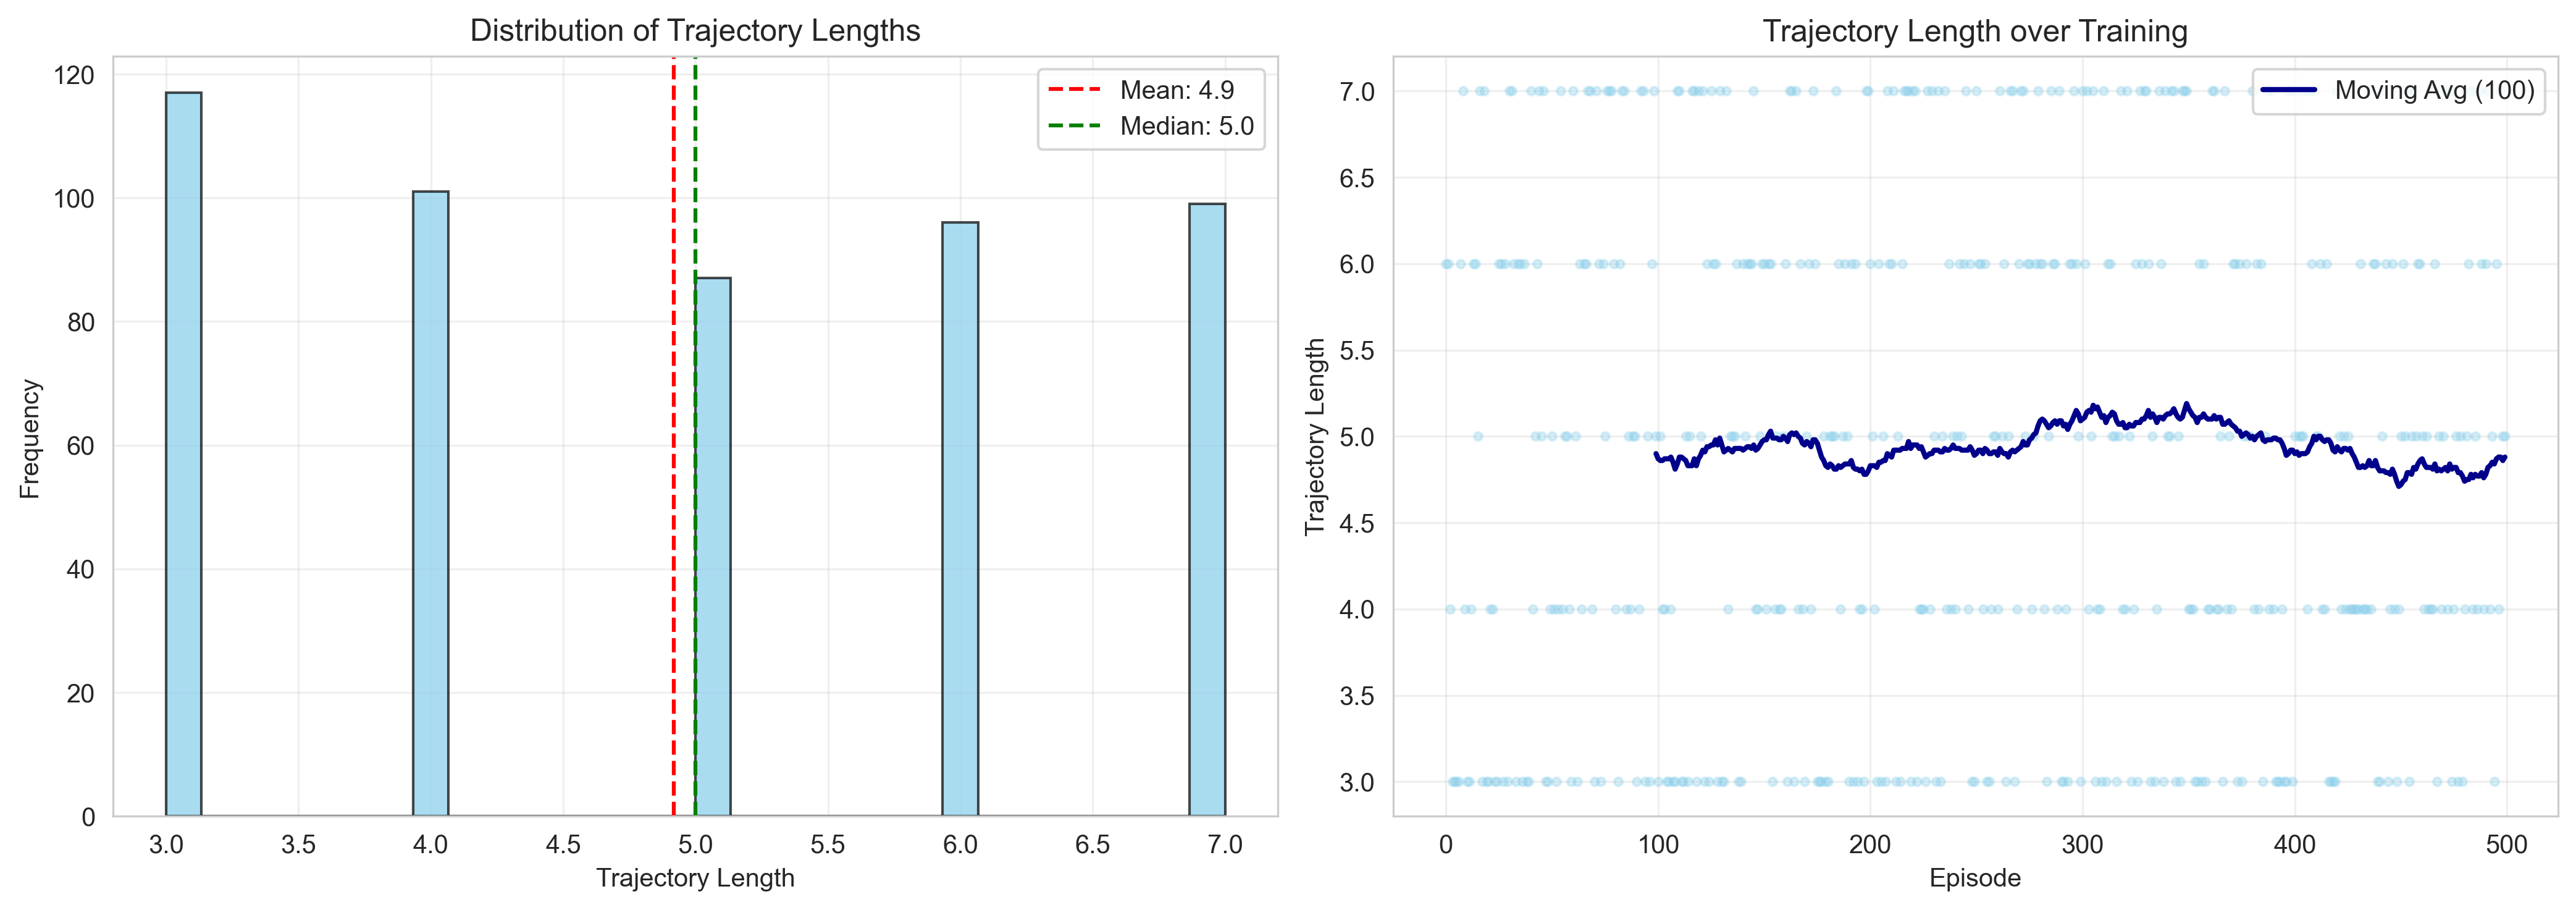 Distribution of Trajectory Lengths
Mean: 4.9
Median: 5.0
Frequency
120
100
80
60
40
20
0
3.0 3.5 4.0 4.5 5.0 5.5 6.0 6.5 7.0
Trajectory Length
Trajectory Length over Training
Moving Avg (100)
Trajectory Length
7.0
6.5
6.0
5.5
5.0
4.5
4.0
3.5
3.0
0 100 200 300 400 500
Episode